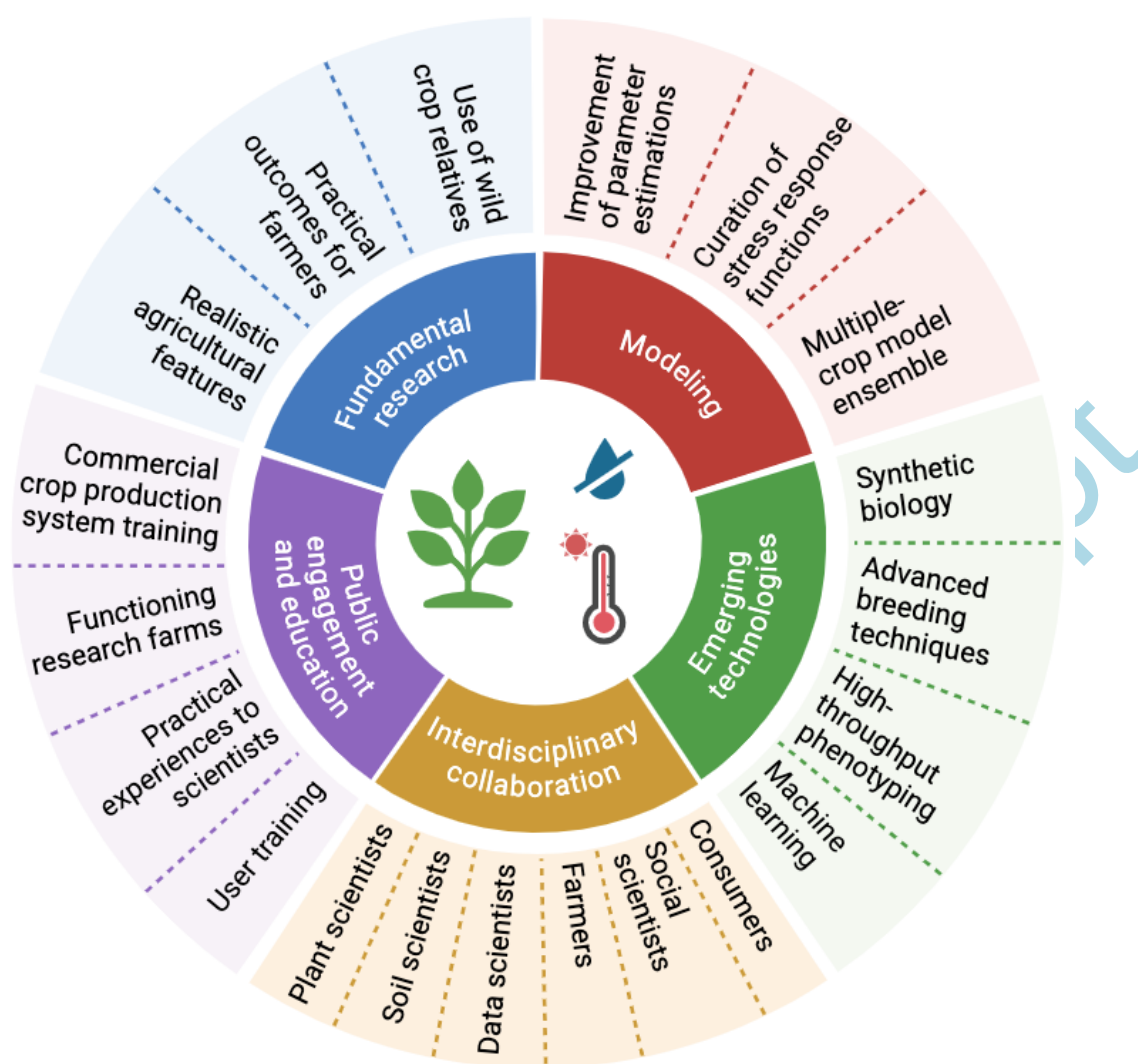 Use of wild
crop relatives
Practical
outcomes for
farmers
Realistic
agricultural
features
Fundamental
research
Improvement
of parameter
estimations
Curation of
stress response
functions
Multiple-
crop model
ensemble
Modeling
Synthetic
biology
Advanced
breeding
techniques
High-
throughput
phenotyping
Machine
learning
Emerging
technologies
Consumers
Social
scientists
Farmers
Data scientists
Soil scientists
Plant scientists
Interdisciplinary
collaboration
Commercial
crop production
system training
Functioning
research farms
Practical
experiences to
scientists
User training
Public
engagement
and education